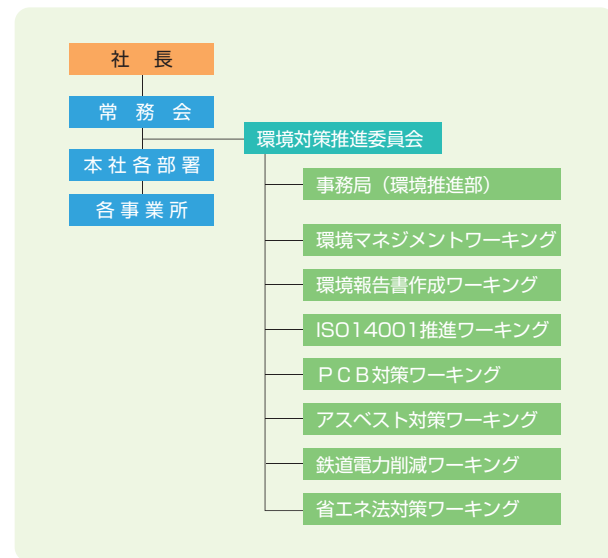 社 長
常 務 会
環境対策推進委員会
本 社 各 部 署
各 事 業 所
事務局（環境推進部）
環境マネジメントワーキング
環境報告書作成ワーキング
ISO14001推進ワーキング
ＰＣＢ対策ワーキング
アスベスト対策ワーキング
鉄道電力削減ワーキング
省エネ法対策ワーキング